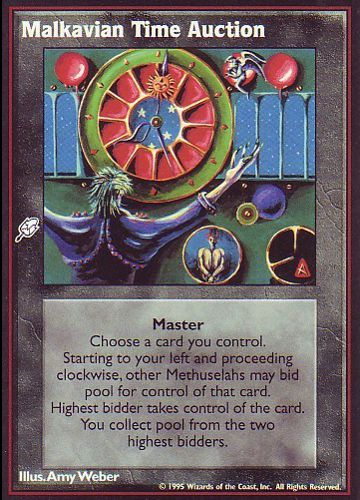 Malkavian Time Auction
Master
Choose a card you control.
Starting to your left and proceeding
clockwise, other Methuselahs may bid
pool for control of that card.
Highest bidder takes control of the card.
You collect pool from the two
highest bidders.
Illus. Amy Weber
© 1995 Wizards of the Coast, Inc. All Rights Reserved.